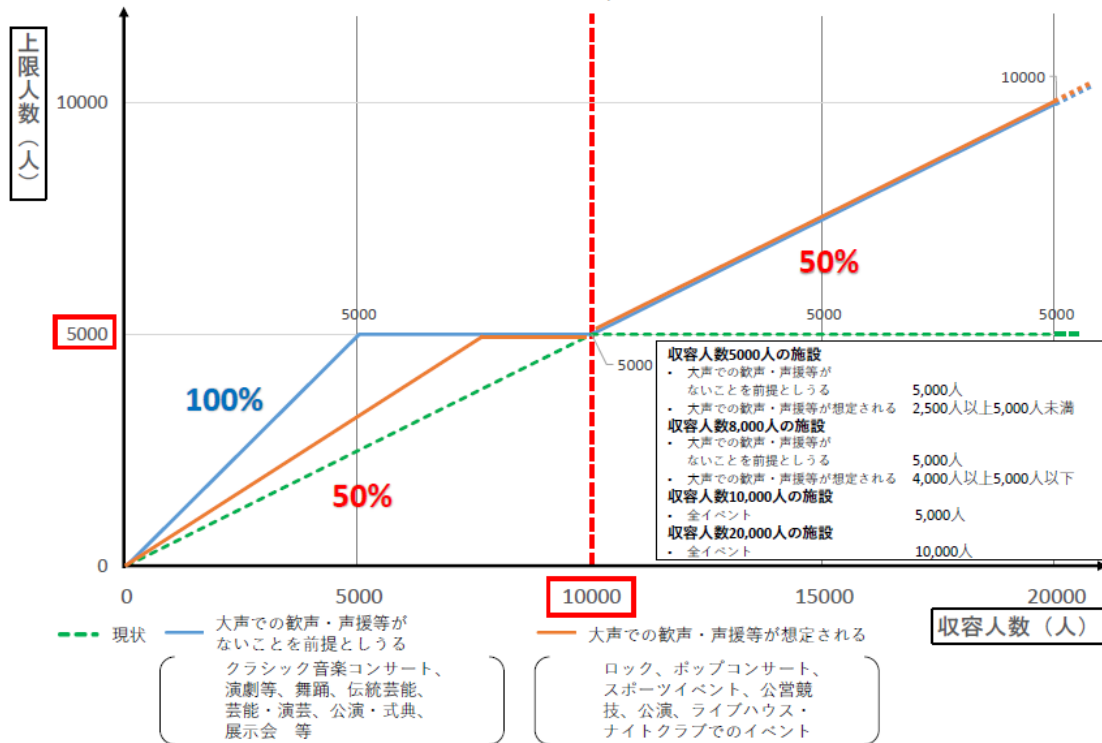 上限人数（人）
10000
10000
5000
5000
5000
5000
5000
100%
50%
50%
収容人数5000人の施設
・ 大声での歓声・声援等が
ないことを前提としうる 5,000人
・ 大声での歓声・声援等が想定される 2,500人以上5,000人未満
収容人数8,000人の施設
・ 大声での歓声・声援等が
ないことを前提としうる 5,000人
・ 大声での歓声・声援等が想定される 4,000人以上5,000人以下
収容人数10,000人の施設
・ 全イベント 5,000人
収容人数20,000人の施設
・ 全イベント 10,000人
0
0 5000 10000 15000 20000
収容人数（人）
現状
大声での歓声・声援等が
ないことを前提としうる
大声での歓声・声援等が想定される
クラシック音楽コンサート、
演劇等、舞踊、伝統芸能、
芸能・演芸、公演・式典、
展示会 等
ロック、ポップコンサート、
スポーツイベント、公営競
技、公演、ライブハウス・
ナイトクラブでのイベント